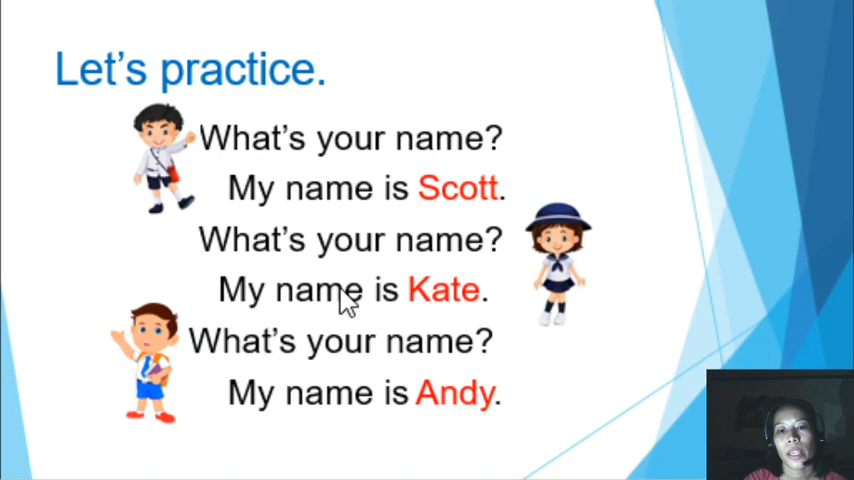 Let's practice.
What's your name?
My name is Scott.
What's your name?
My name is Kate.
What's your name?
My name is Andy.